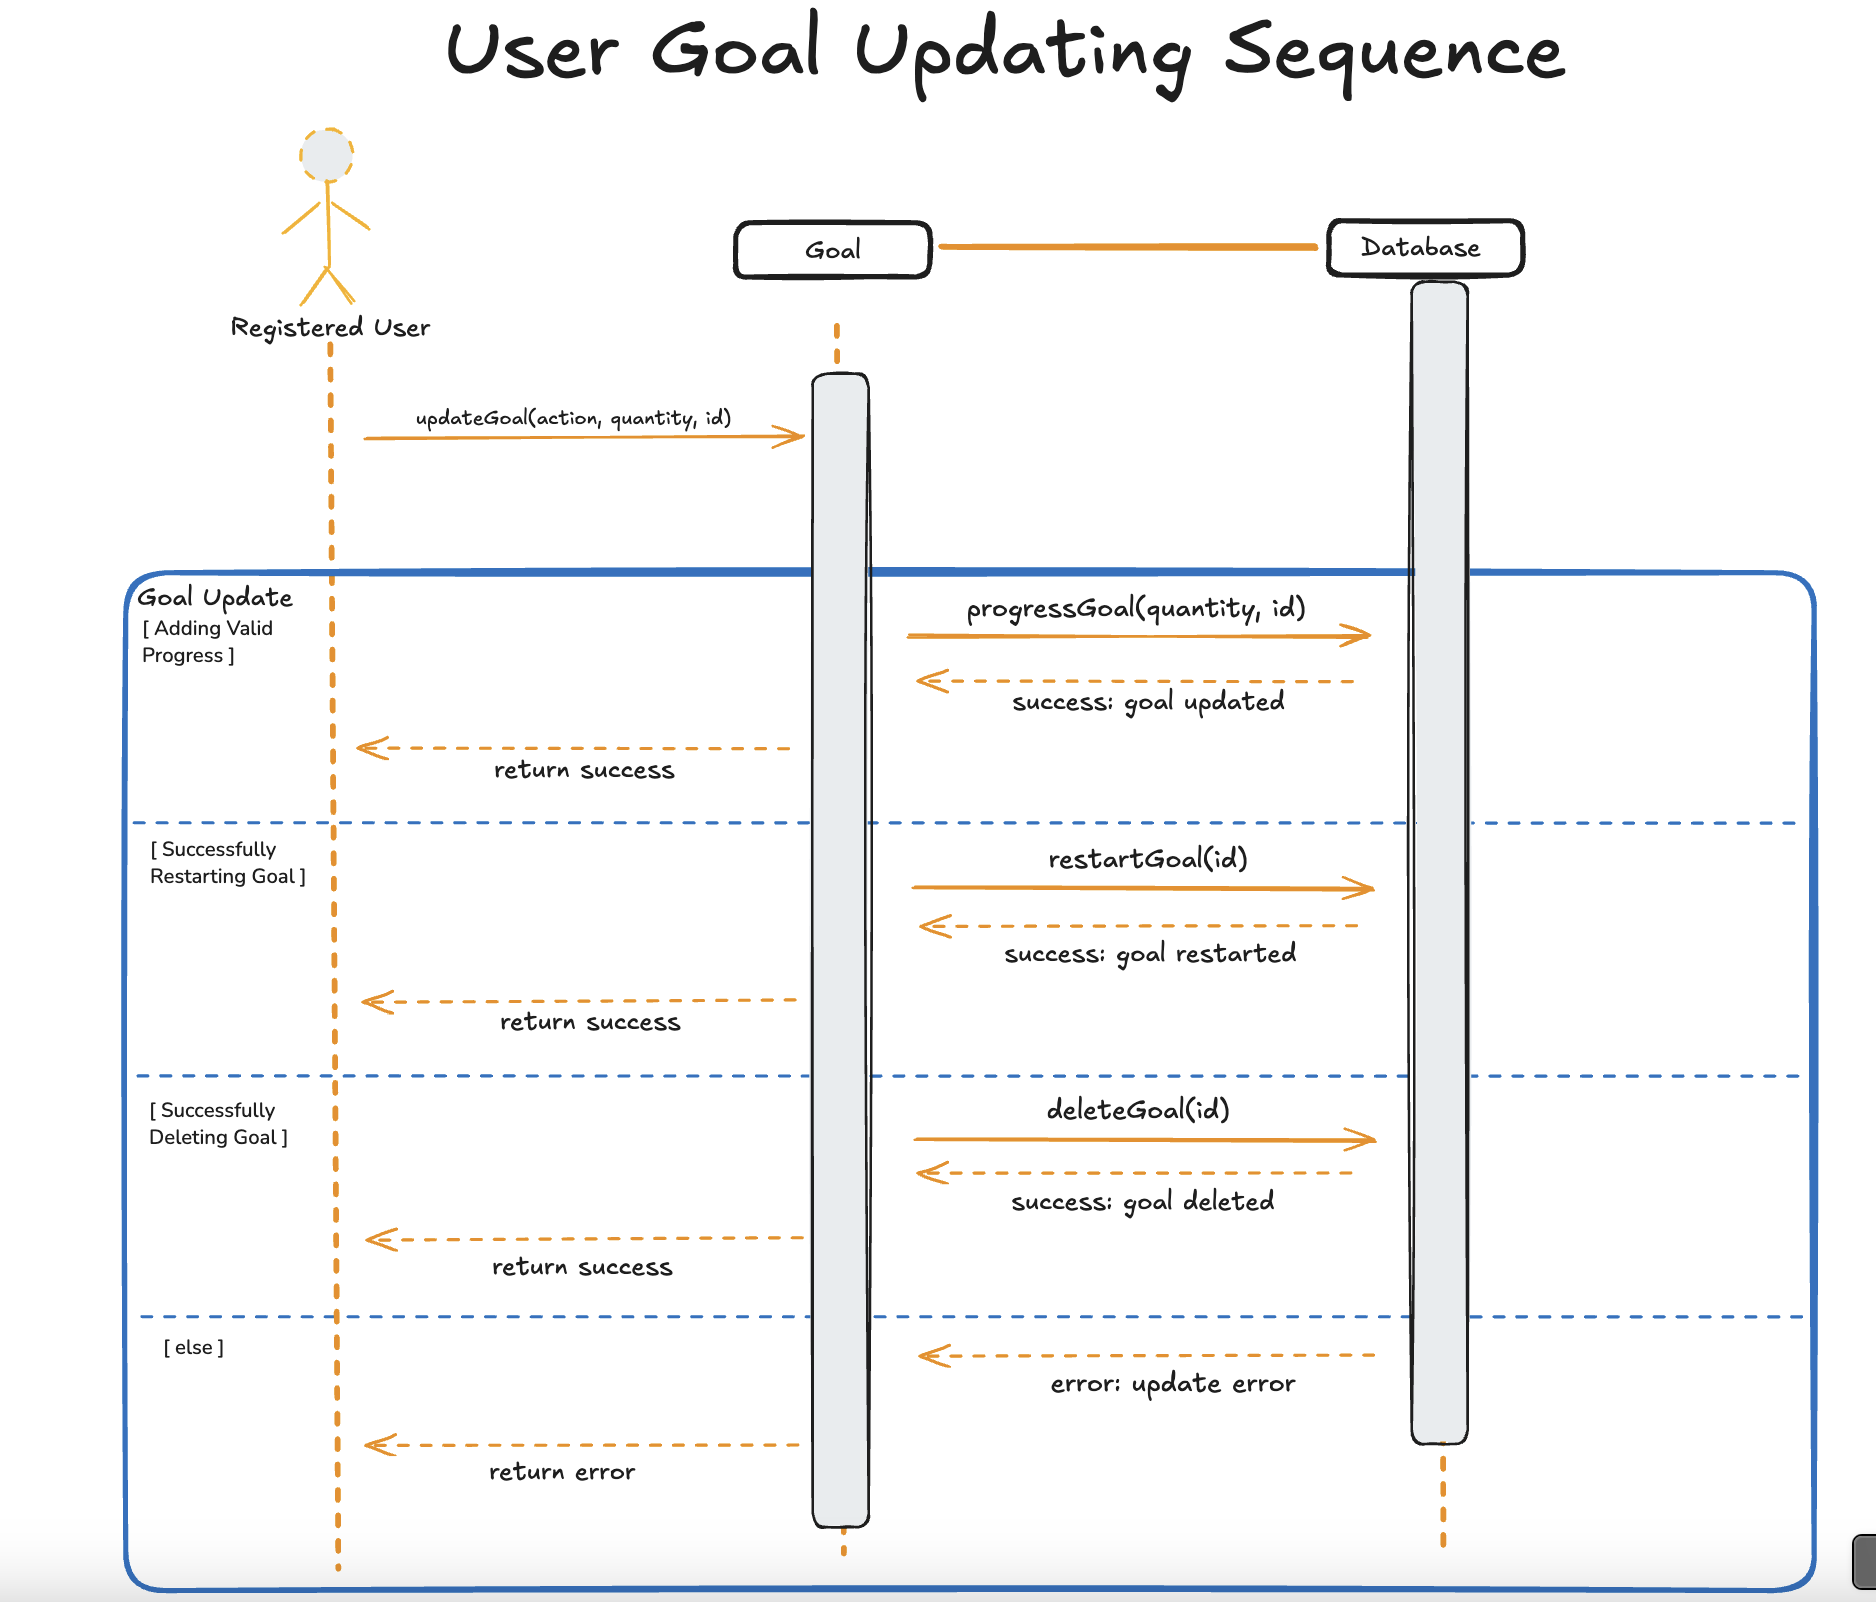 User Goal Updating Sequence
Goal
Database
Registered User
updateGoal(action, quantity, id)
Goal Update
[ Adding Valid
Progress ]
progressGoal(quantity, id)
success: goal updated
return success
[ Successfully
Restarting Goal ]
restartGoal(id)
success: goal restarted
return success
[ Successfully
Deleting Goal ]
deleteGoal(id)
success: goal deleted
return success
[ else ]
error: update error
return error